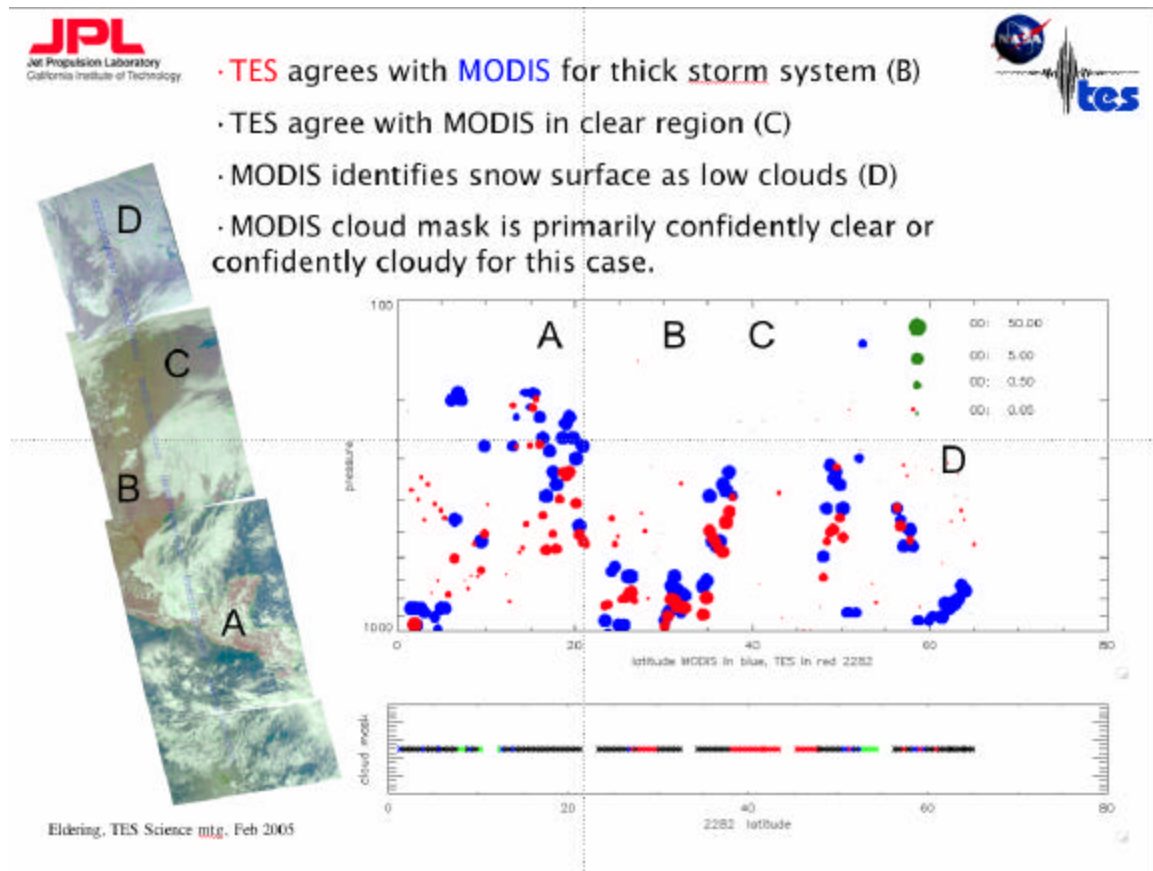 JPL
Jet Propulsion Laboratory
California Institute of Technology
NASA
tes
·TES agrees with MODIS for thick storm system (B)
·TES agree with MODIS in clear region (C)
·MODIS identifies snow surface as low clouds (D)
·MODIS cloud mask is primarily confidently clear or
confidently cloudy for this case.
D
C
B
A
A B C
D
OD: 50.00
OD: 5.00
OD: 0.50
OD: 0.05
100
pressure
1000
0 20 40 60 80
latitude MODIS in blue, TES in red 2282
cloud mask
0 20 40 60 80
2282 latitude
Eldering, TES Science mtg, Feb 2005